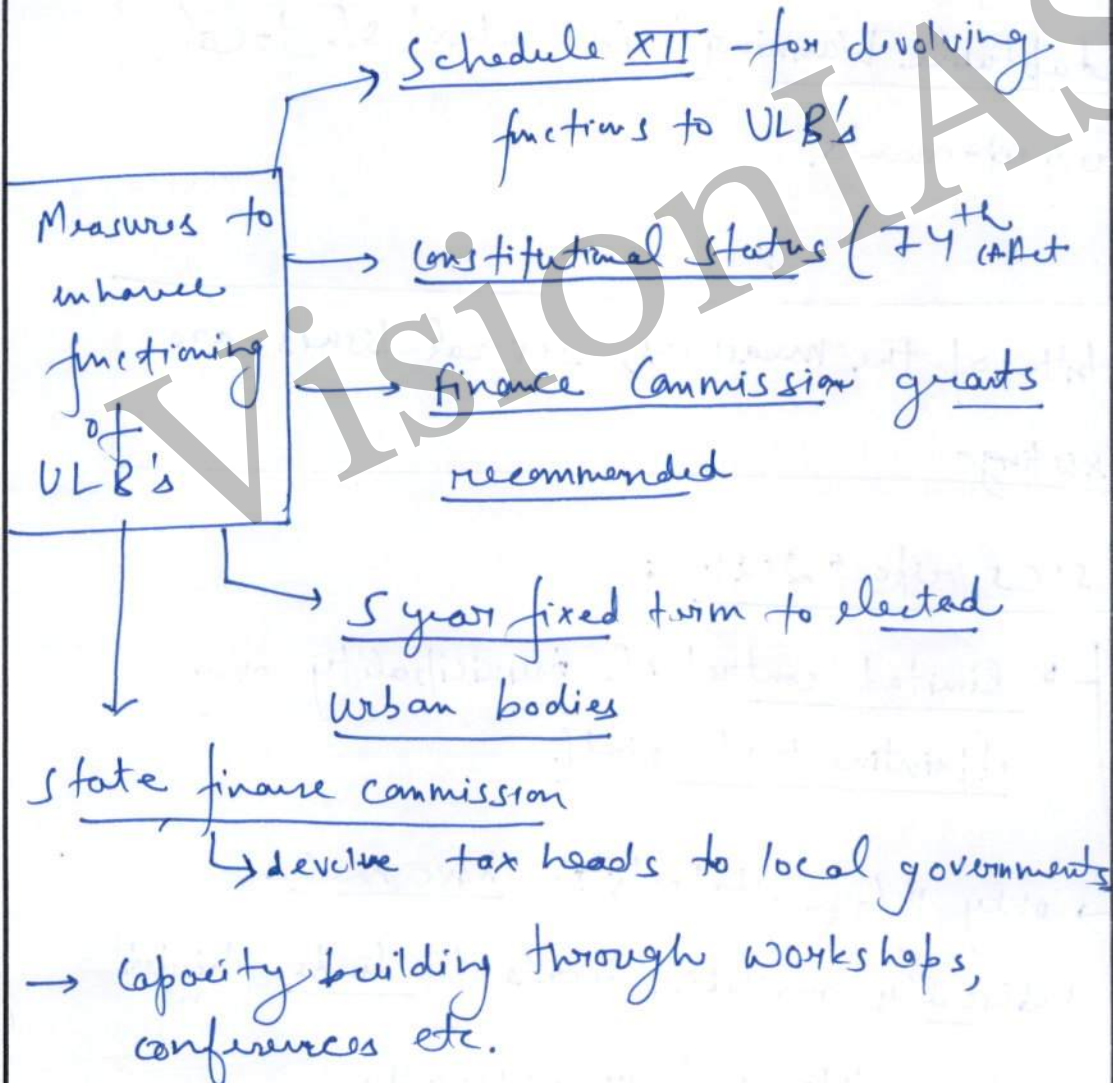 Schedule XII - for devolving
functions to ULB's
Measures to
enhance
functioning
of
ULB's
Constitutional status (74th CAAct
finance Commission grants
recommended
5 year fixed term to elected
urban bodies
State finance commission
↳ devolve tax heads to local governments
→ Capacity building through workshops,
conferences etc.
VisionIAS